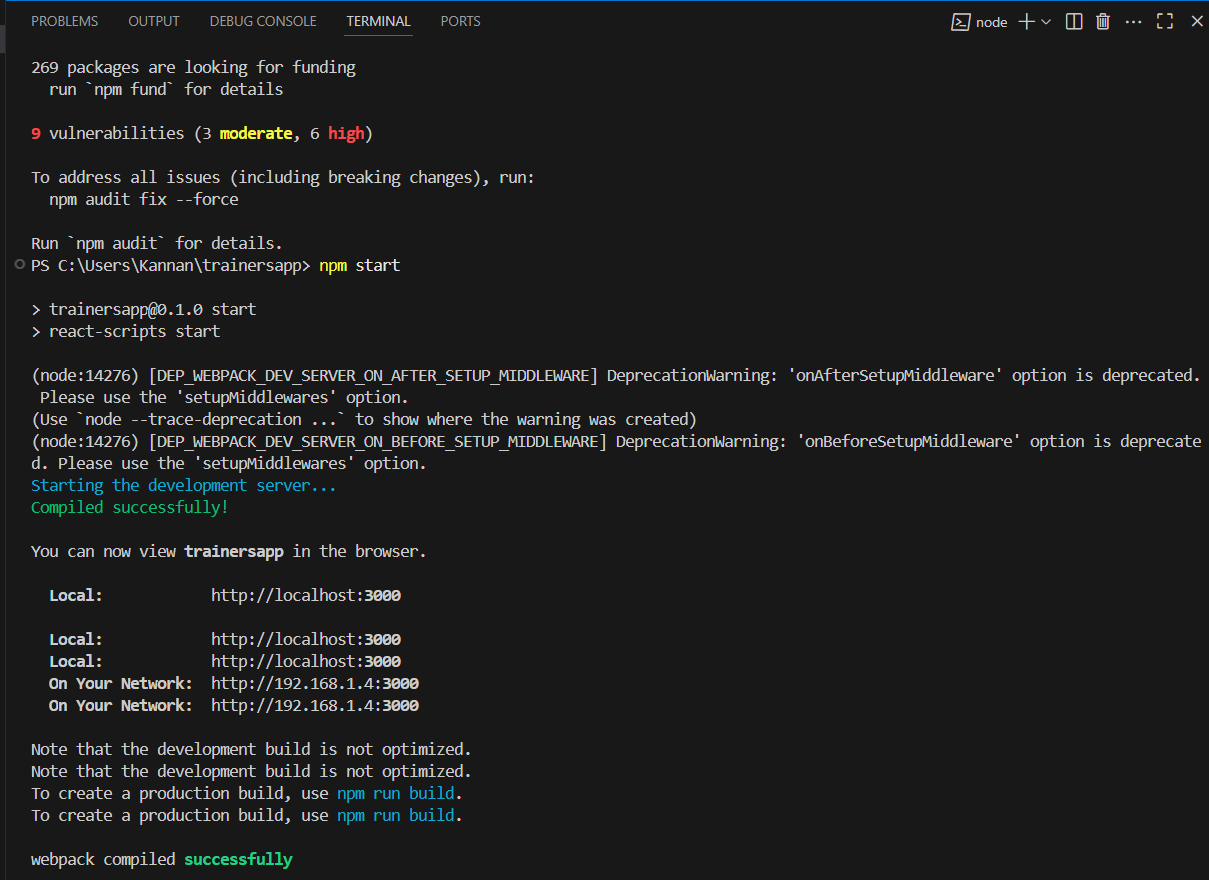 PROBLEMS OUTPUT DEBUG CONSOLE TERMINAL PORTS node
269 packages are looking for funding
  run `npm fund` for details
9 vulnerabilities (3 moderate, 6 high)
To address all issues (including breaking changes), run:
  npm audit fix --force
Run `npm audit` for details.
PS C:\Users\Kannan\trainersapp> npm start
> trainersapp@0.1.0 start
> react-scripts start
(node:14276) [DEP_WEBPACK_DEV_SERVER_ON_AFTER_SETUP_MIDDLEWARE] DeprecationWarning: 'onAfterSetupMiddleware' option is deprecated.
 Please use the 'setupMiddlewares' option.
(Use `node --trace-deprecation ...` to show where the warning was created)
(node:14276) [DEP_WEBPACK_DEV_SERVER_ON_BEFORE_SETUP_MIDDLEWARE] DeprecationWarning: 'onBeforeSetupMiddleware' option is deprecate
d. Please use the 'setupMiddlewares' option.
Starting the development server...
Compiled successfully!
You can now view trainersapp in the browser.
  Local:            http://localhost:3000
  Local:            http://localhost:3000
  Local:            http://localhost:3000
  On Your Network:  http://192.168.1.4:3000
  On Your Network:  http://192.168.1.4:3000
Note that the development build is not optimized.
Note that the development build is not optimized.
To create a production build, use npm run build.
To create a production build, use npm run build.
webpack compiled successfully